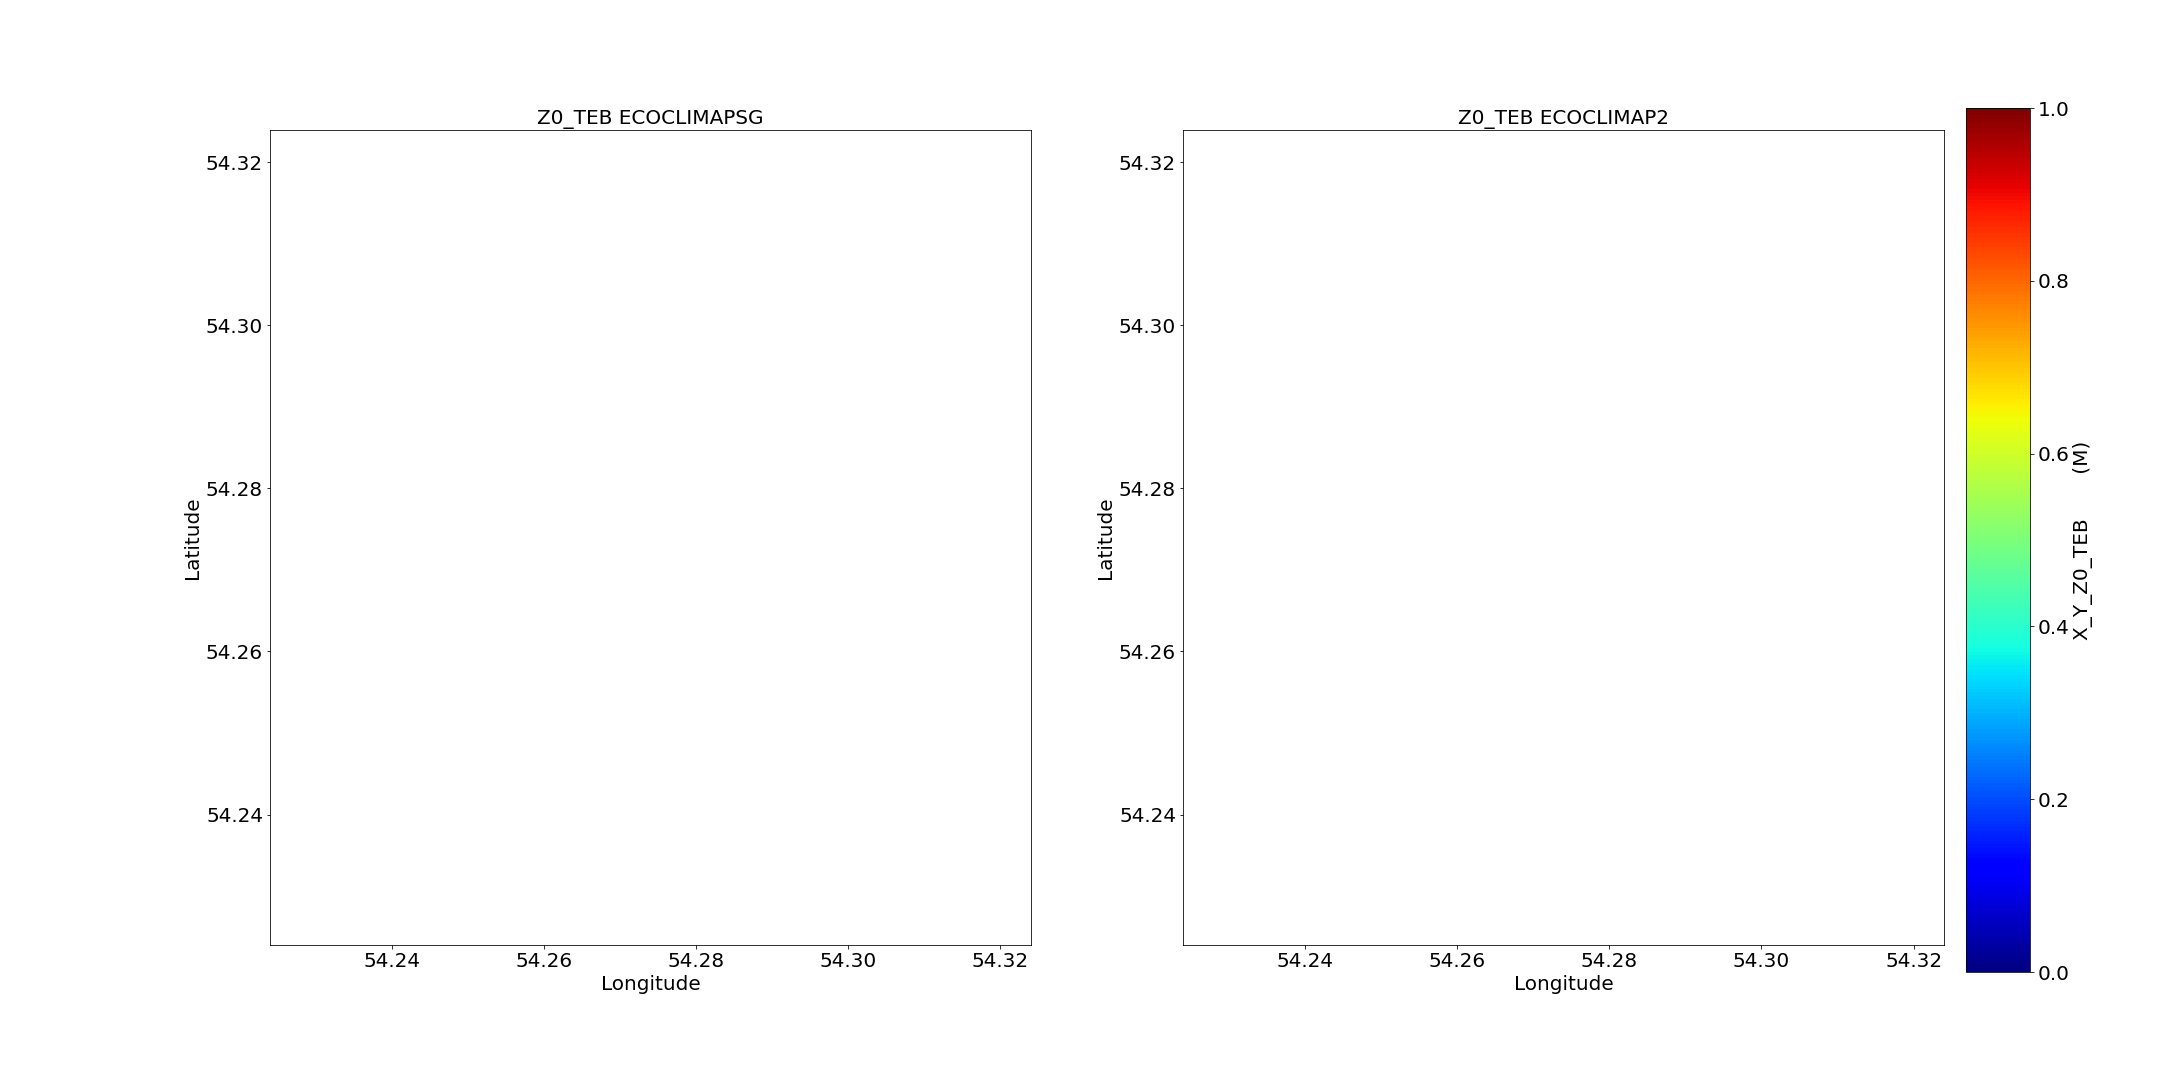 Z0_TEB ECOCLIMAPSG
54.32
54.30
54.28
54.26
54.24
Latitude
54.24 54.26 54.28 54.30 54.32
Longitude
Z0_TEB ECOCLIMAP2
54.32
54.30
54.28
54.26
54.24
Latitude
54.24 54.26 54.28 54.30 54.32
Longitude
1.0
0.8
0.6
0.4
0.2
0.0
X_Y_Z0_TEB (M)